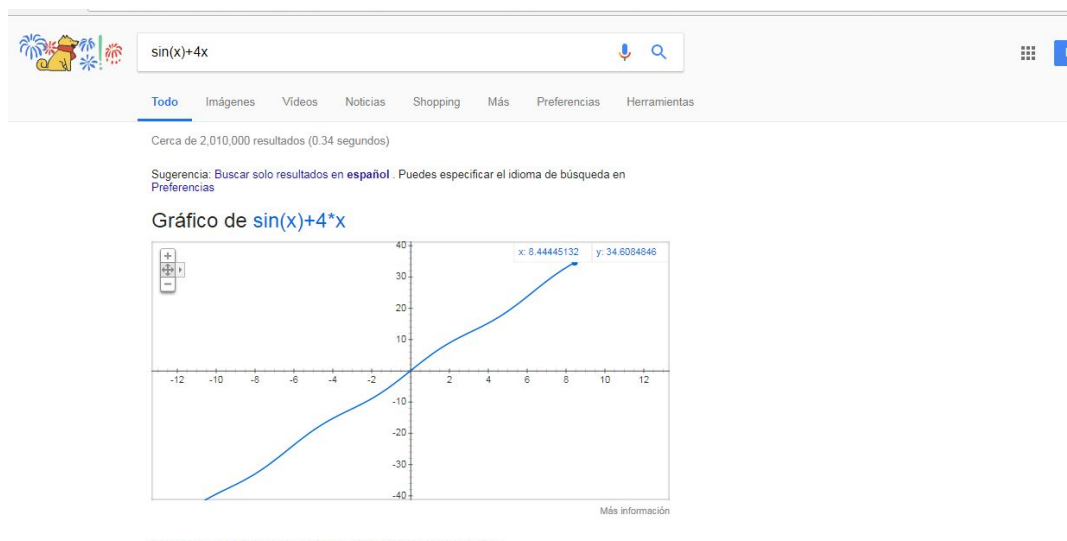 sin(x)+4x
Todo Imágenes Vídeos Noticias Shopping Más Preferencias Herramientas
Cerca de 2,010,000 resultados (0.34 segundos)
Sugerencia: Buscar solo resultados en español . Puedes especificar el idioma de búsqueda en
Preferencias
Gráfico de sin(x)+4*x
x: 8.44445132 y: 34.6084846
40
30
20
10
-12 -10 -8 -6 -4 -2 2 4 6 8 10 12
-10
-20
-30
-40
Más información